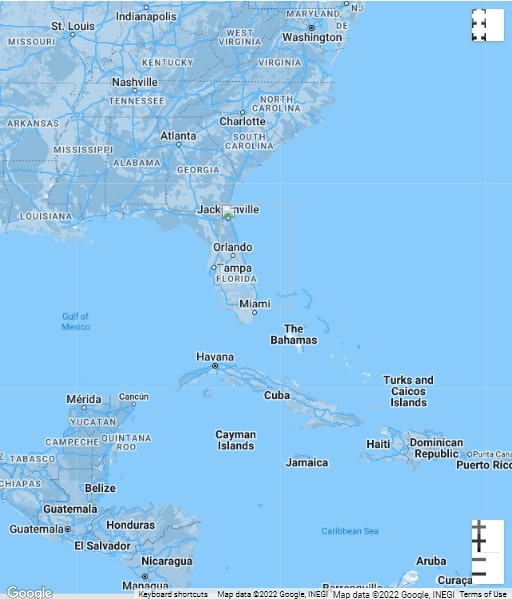 NJ
Indianapolis
MARYLAND
St. Louis
DE
MISSOURI
WEST
VIRGINIA
Washington
KENTUCKY
VIRGINIA
Nashville
TENNESSEE
NORTH
CAROLINA
ARKANSAS
Charlotte
Atlanta
SOUTH
CAROLINA
MISSISSIPPI
ALABAMA
GEORGIA
LOUISIANA
Orlando
Tampa
FLORIDA
Miami
Gulf of
Mexico
The
Bahamas
Havana
Turks and
Caicos
Islands
Cuba
Mérida
Cancún
YUCATAN
CAMPECHE
QUINTANA
ROO
Cayman
Islands
Haiti
Dominican
Republic
TABASCO
Jamaica
Puerto Ric
CHIAPAS
Belize
Guatemala
Guatemala
Honduras
Caribbean Sea
El Salvador
Nicaragua
Aruba
Managua
Google
Keyboard shortcuts
Map data ©2022 Google, INEGI
Map data ©2022 Google, INEGI
Terms of Use